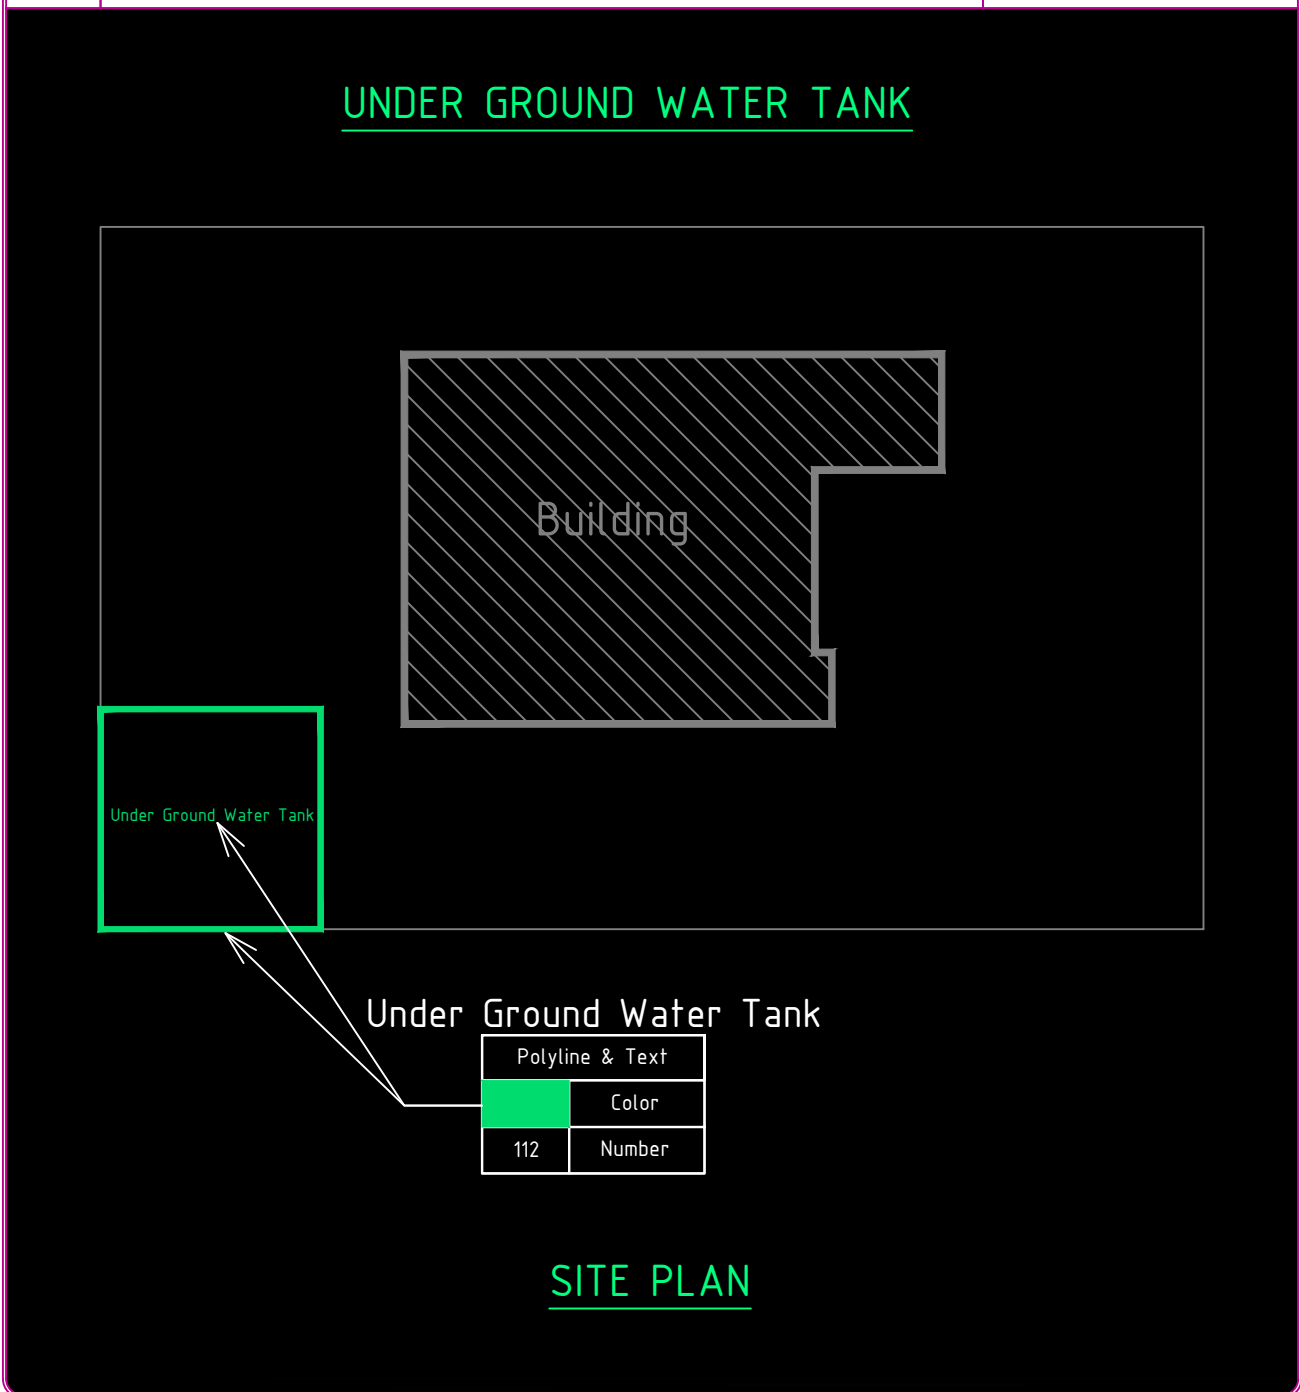 UNDER GROUND WATER TANK
Building
Under Ground Water Tank
Under Ground Water Tank
Polyline & Text
Color
112 Number
SITE PLAN